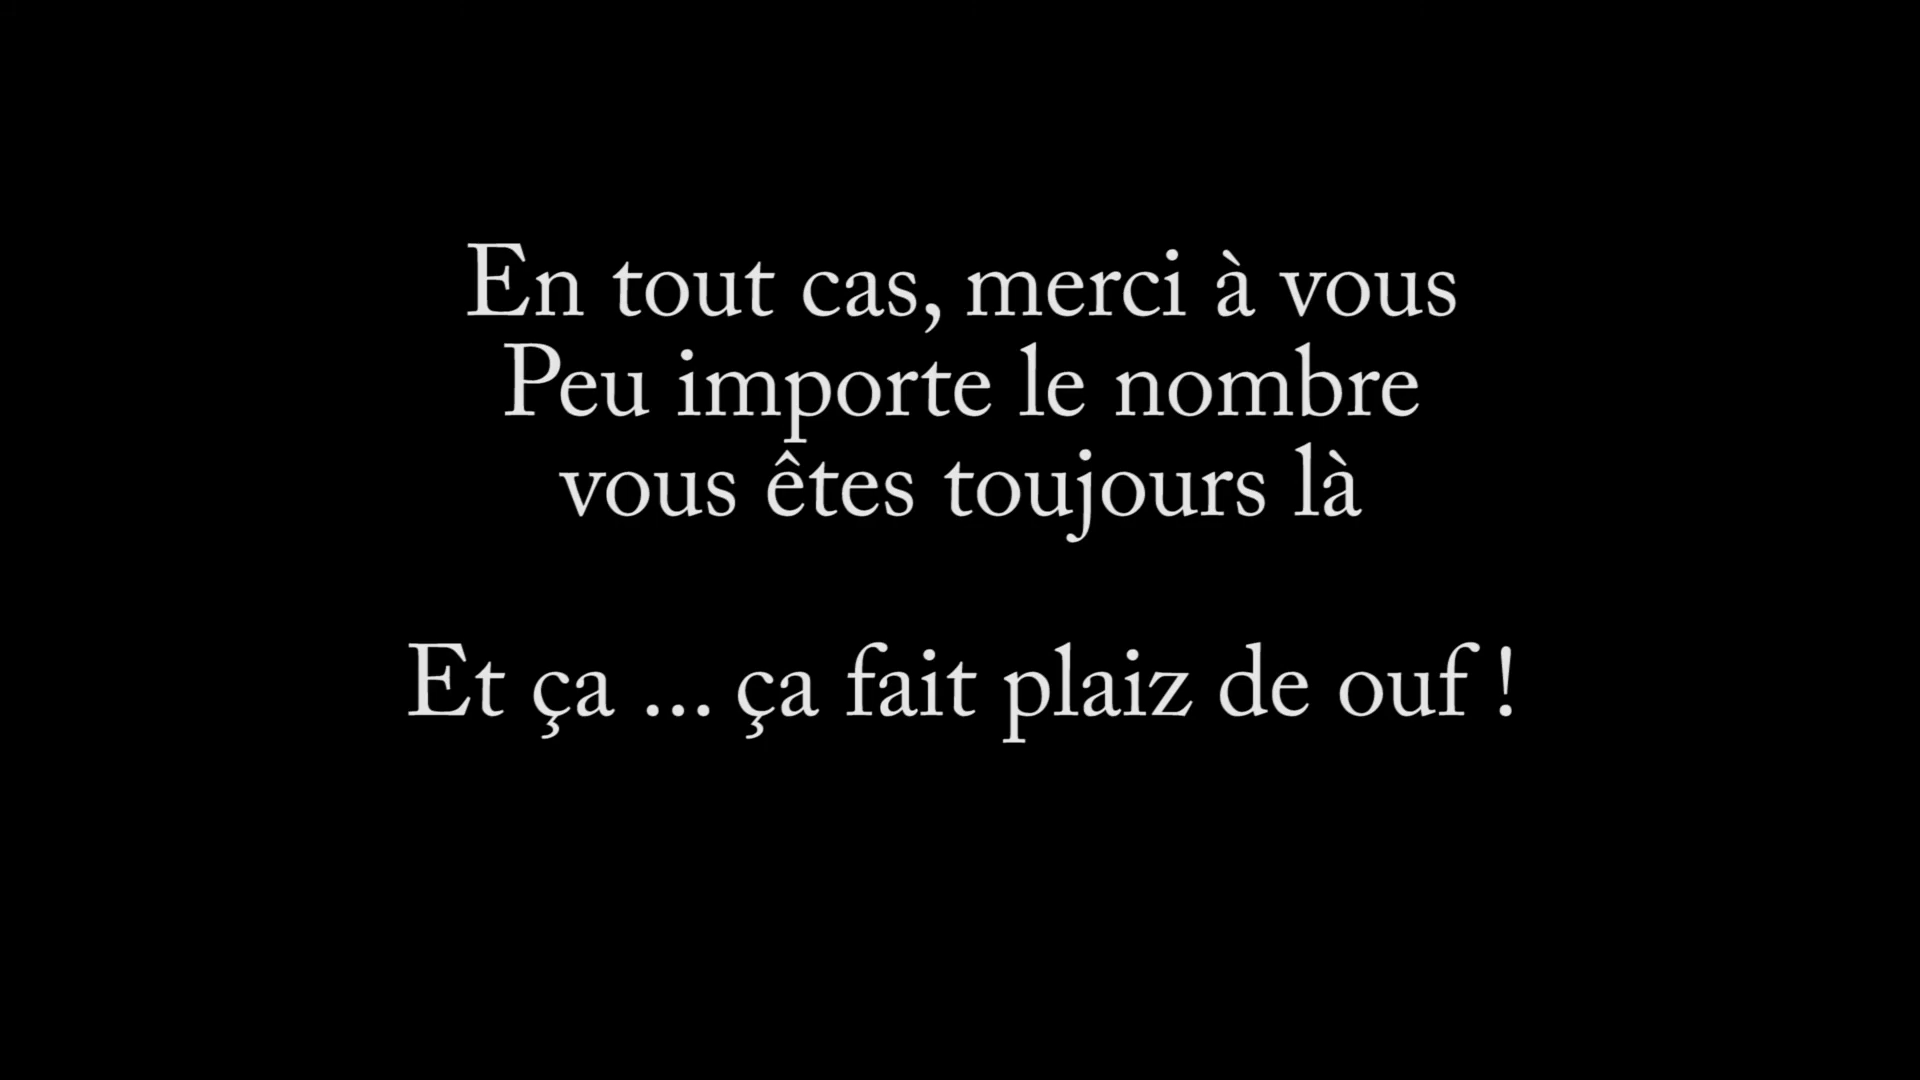 En tout cas, merci à vous
Peu importe le nombre
vous êtes toujours là
Et ça ... ça fait plaiz de ouf !